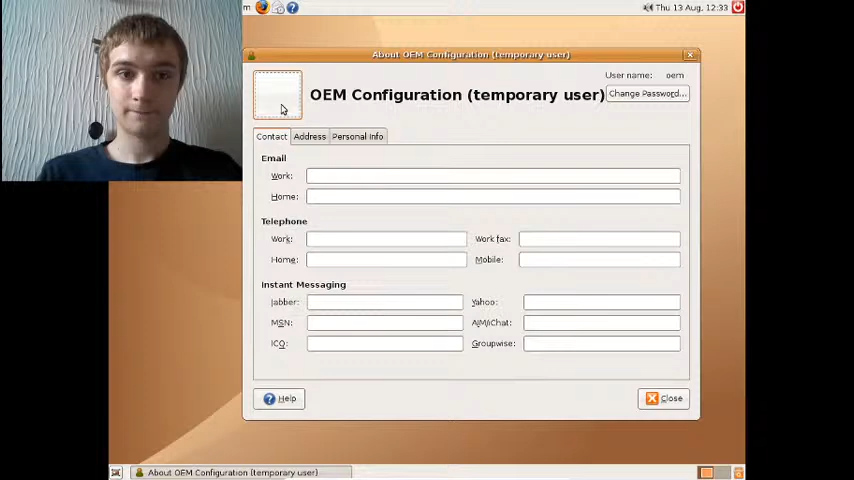 m
Thu 13 Aug, 12:33
About OEM Configuration (temporary user)
User name: oem
OEM Configuration (temporary user)
Change Password...
Contact Address Personal Info
Email
Work:
Home:
Telephone
Work: Work fax:
Home: Mobile:
Instant Messaging
Jabber: Yahoo:
MSN: AIM/iChat:
ICQ: Groupwise:
Help Close
About OEM Configuration (temporary user)